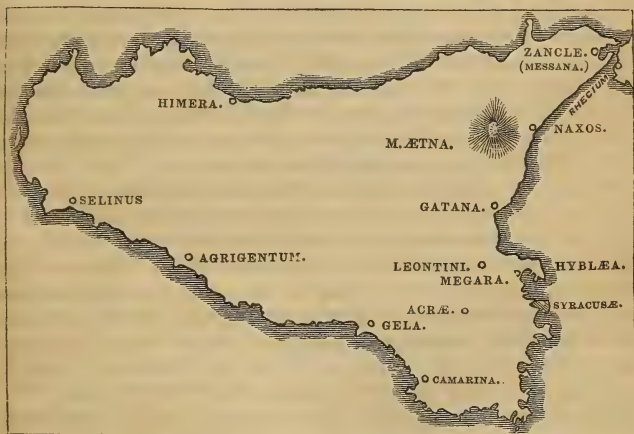 ZANCLE.
(MESSANA.)
RHEGIUM
HIMERA.
NAXOS.
M.ÆTNA.
SELINUS
GATANA.
AGRIGENTUM.
LEONTINI.
HYBLÆA.
MEGARA.
SYRACUSÆ.
ACRÆ.
GELA.
CAMARINA.